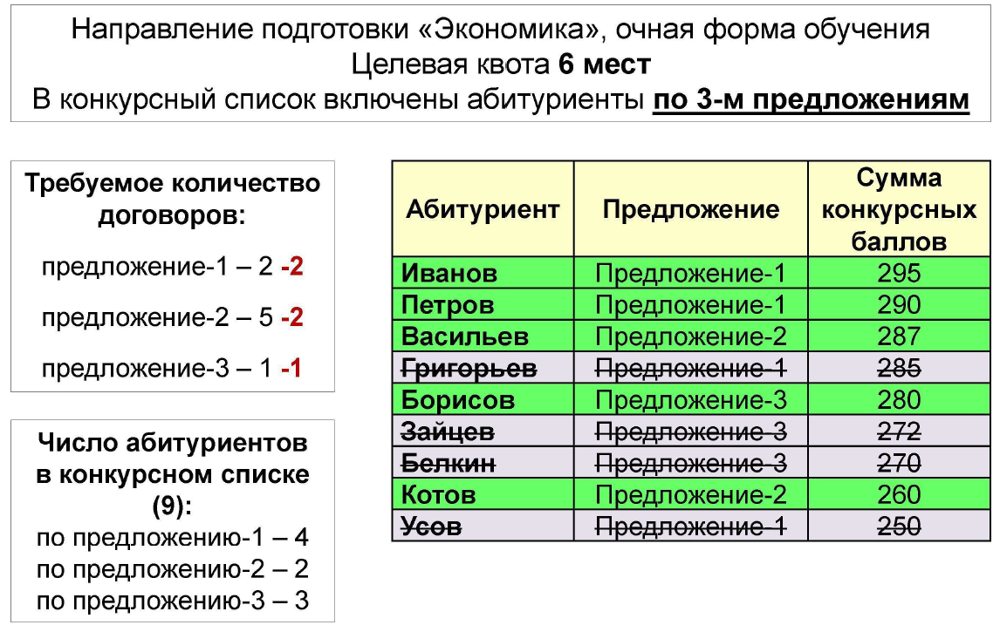 Направление подготовки «Экономика», очная форма обучения
Целевая квота 6 мест
В конкурсный список включены абитуриенты по 3-м предложениям
Требуемое количество
договоров:
предложение-1 – 2 -2
предложение-2 – 5 -2
предложение-3 – 1 -1
Число абитуриентов
в конкурсном списке
(9):
по предложению-1 – 4
по предложению-2 – 2
по предложению-3 – 3
Абитуриент Предложение Сумма
конкурсных
баллов
Иванов Предложение-1 295
Петров Предложение-1 290
Васильев Предложение-2 287
Григорьев Предложение-1 285
Борисов Предложение-3 280
Зайцев Предложение-3 272
Белкин Предложение-3 270
Котов Предложение-2 260
Усов Предложение-1 250